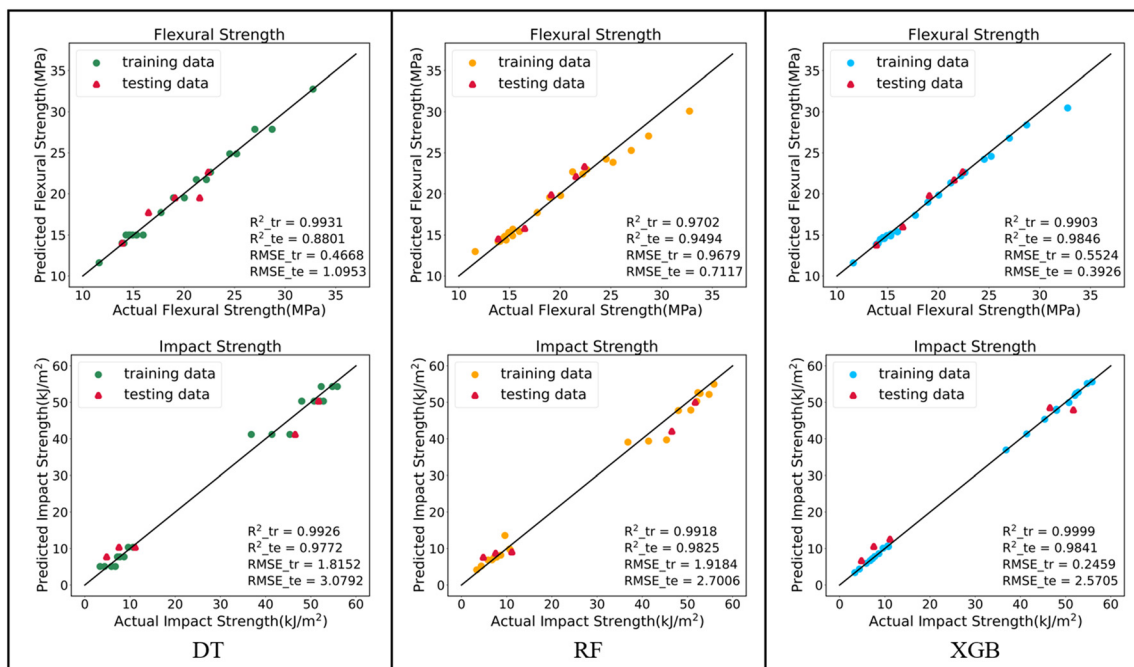 Flexural Strength
Predicted Flexural Strength(MPa)
training data
testing data
35
30
25
20
15
10
R²_tr = 0.9931
R²_te = 0.8801
RMSE_tr = 0.4668
RMSE_te = 1.0953
10 15 20 25 30 35
Actual Flexural Strength(MPa)
Flexural Strength
Predicted Flexural Strength(MPa)
training data
testing data
35
30
25
20
15
10
R²_tr = 0.9702
R²_te = 0.9494
RMSE_tr = 0.9679
RMSE_te = 0.7117
10 15 20 25 30 35
Actual Flexural Strength(MPa)
Flexural Strength
Predicted Flexural Strength(MPa)
training data
testing data
35
30
25
20
15
10
R²_tr = 0.9903
R²_te = 0.9846
RMSE_tr = 0.5524
RMSE_te = 0.3926
10 15 20 25 30 35
Actual Flexural Strength(MPa)
Impact Strength
Predicted Impact Strength(kJ/m²)
training data
testing data
60
50
40
30
20
10
0
R²_tr = 0.9926
R²_te = 0.9772
RMSE_tr = 1.8152
RMSE_te = 3.0792
0 10 20 30 40 50 60
Actual Impact Strength(kJ/m²)
DT
Impact Strength
Predicted Impact Strength(kJ/m²)
training data
testing data
60
50
40
30
20
10
0
R²_tr = 0.9918
R²_te = 0.9825
RMSE_tr = 1.9184
RMSE_te = 2.7006
0 10 20 30 40 50 60
Actual Impact Strength(kJ/m²)
RF
Impact Strength
Predicted Impact Strength(kJ/m²)
training data
testing data
60
50
40
30
20
10
0
R²_tr = 0.9999
R²_te = 0.9841
RMSE_tr = 0.2459
RMSE_te = 2.5705
0 10 20 30 40 50 60
Actual Impact Strength(kJ/m²)
XGB